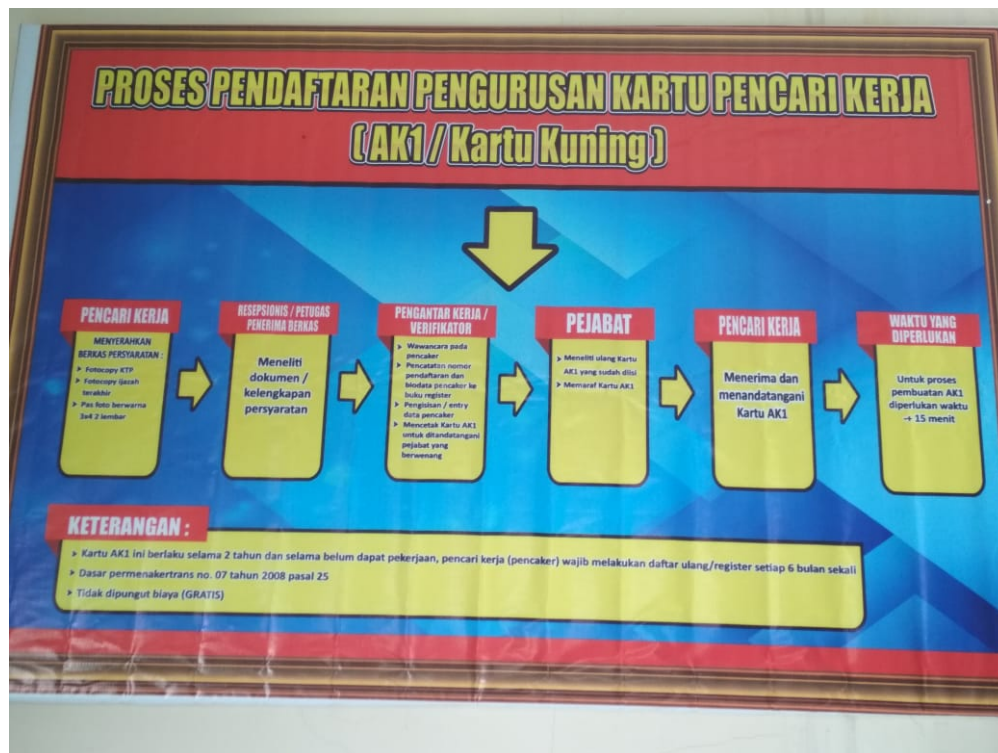 PROSES PENDAFTARAN PENGURUSAN KARTU PENCARI KERJA
( AK1 / Kartu Kuning )
PENCARI KERJA
MENYERAHKAN
BERKAS PERSYARATAN :
➤ Fotocopy KTP
➤ Fotocopy ijazah
terakhir
➤ Pas foto berwarna
3x4 2 lembar
RESEPSIONIS / PETUGAS
PENERIMA BERKAS
Meneliti
dokumen /
kelengkapan
persyaratan
PENGANTAR KERJA /
VERIFIKATOR
➤ Wawancara pada
pencaker
➤ Pencatatan nomor
pendaftaran dan
biodata pencaker ke
buku register
➤ Pengisisan / entry
data pencaker
➤ Mencetak Kartu AK1
untuk ditandatangani
pejabat yang
berwenang
PEJABAT
➤ Meneliti ulang Kartu
AK1 yang sudah diisi
➤ Memaraf Kartu AK1
PENCARI KERJA
Menerima dan
menandatangani
Kartu AK1
WAKTU YANG
DIPERLUKAN
Untuk proses
pembuatan AK1
diperlukan waktu
→ 15 menit
KETERANGAN :
➤ Kartu AK1 ini berlaku selama 2 tahun dan selama belum dapat pekerjaan, pencari kerja (pencaker) wajib melakukan daftar ulang/register setiap 6 bulan sekali
➤ Dasar permenakertrans no. 07 tahun 2008 pasal 25
➤ Tidak dipungut biaya (GRATIS)